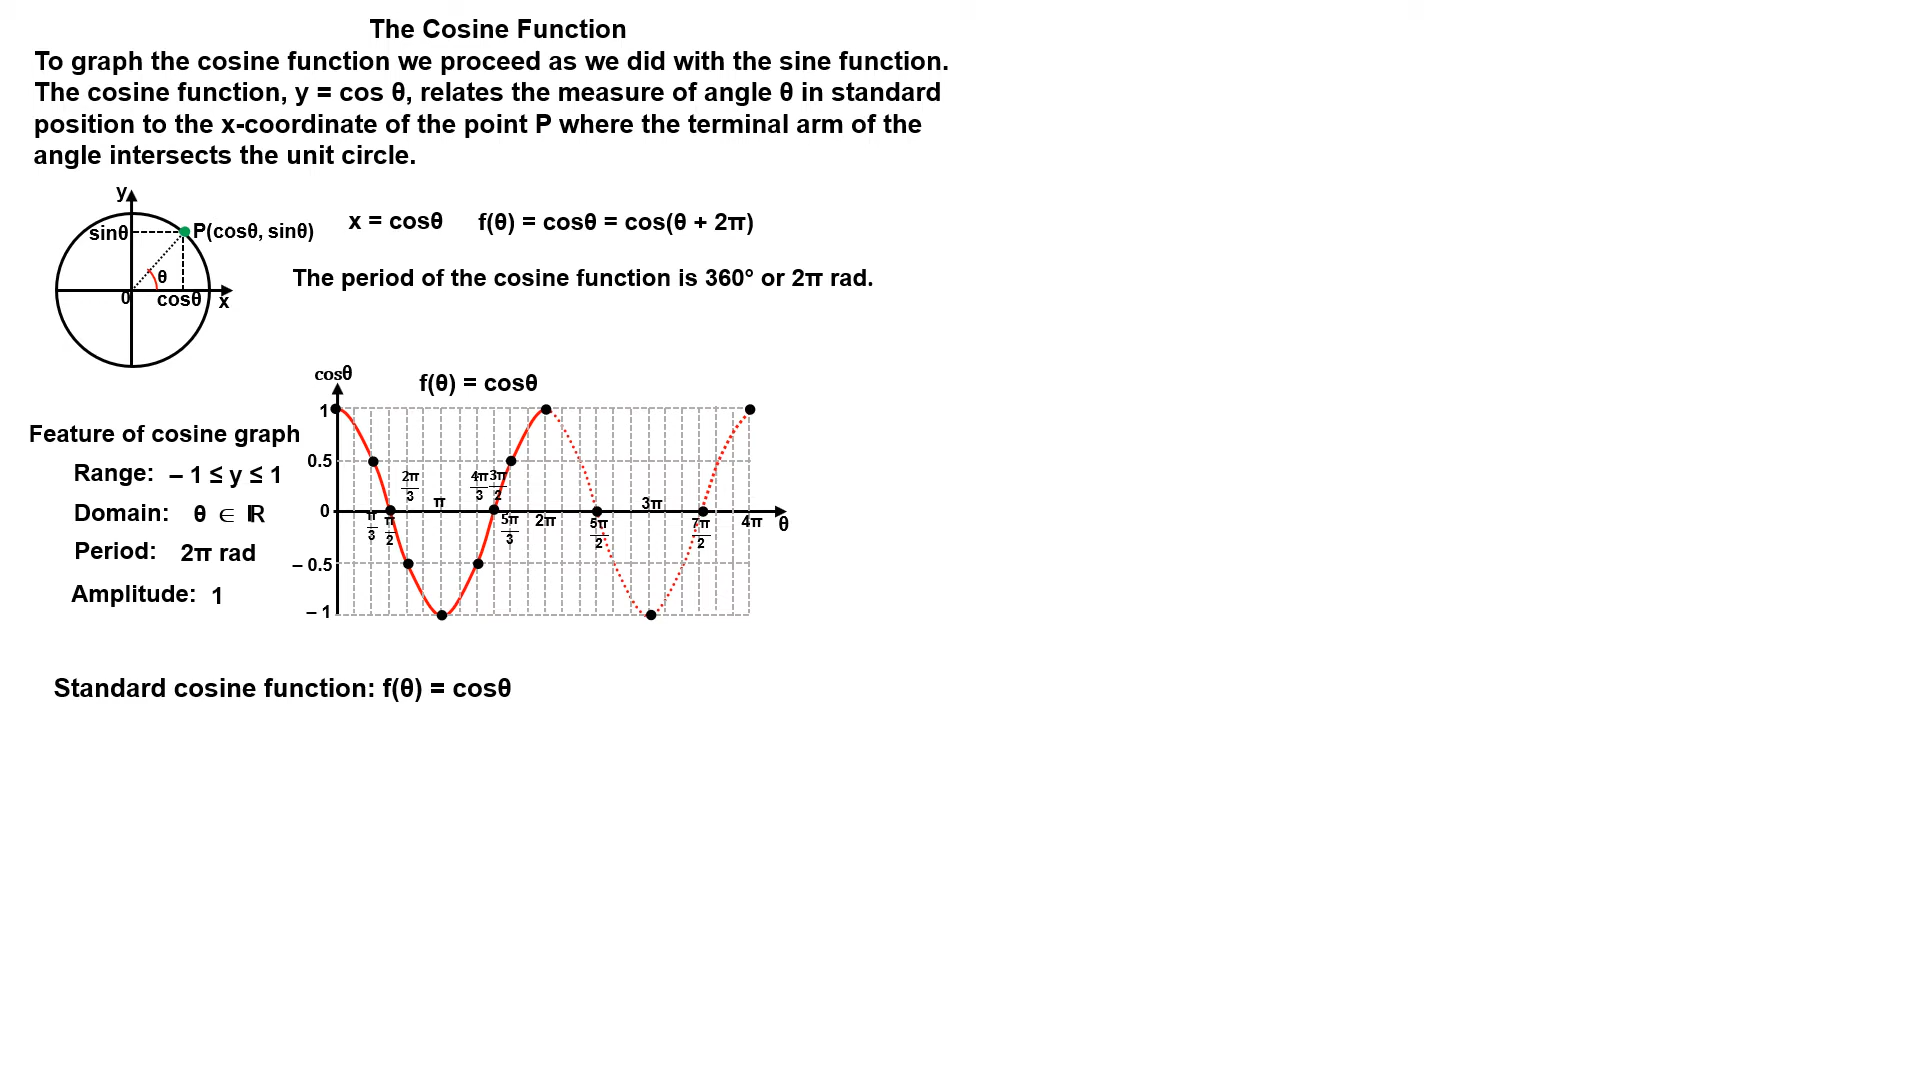 The Cosine Function
To graph the cosine function we proceed as we did with the sine function.
The cosine function, y = cos θ, relates the measure of angle θ in standard
position to the x-coordinate of the point P where the terminal arm of the
angle intersects the unit circle.
y
sinθ
P(cosθ, sinθ)
θ
0
cosθ
x
x = cosθ
f(θ) = cosθ = cos(θ + 2π)
The period of the cosine function is 360° or 2π rad.
Feature of cosine graph
Range: – 1 ≤ y ≤ 1
Domain: θ ∈ ℝ
Period: 2π rad
Amplitude: 1
cosθ
f(θ) = cosθ
1
0.5
0
– 0.5
– 1
π/3
π/2
2π/3
π
4π/3
3π/2
5π/3
2π
5π/2
3π
7π/2
4π
θ
Standard cosine function: f(θ) = cosθ